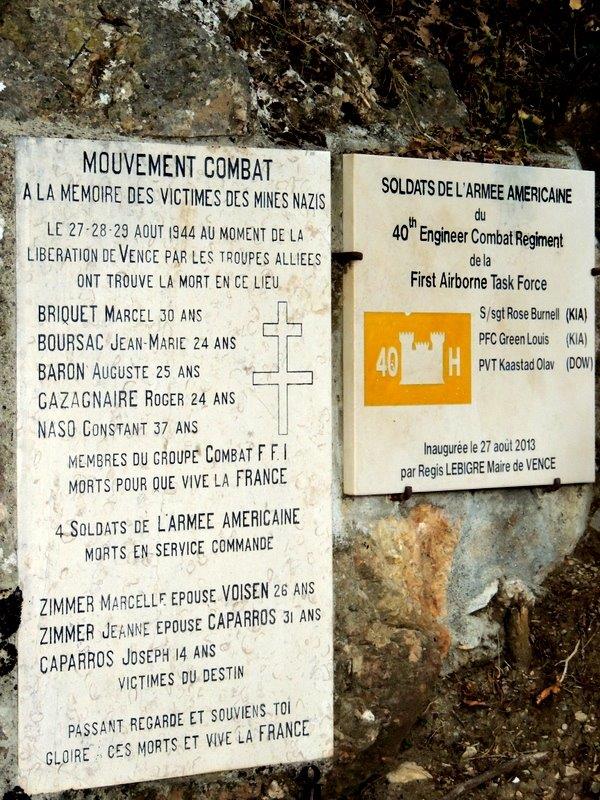 MOUVEMENT COMBAT
A LA MEMOIRE DES VICTIMES DES MINES NAZIS
LE 27-28-29 AOUT 1944 AU MOMENT DE LA
LIBERATION DE VENCE PAR LES TROUPES ALLIEES
ONT TROUVE LA MORT EN CE LIEU
BRIQUET MARCEL 30 ANS
BOURSAC JEAN-MARIE 24 ANS
BARON AUGUSTE 25 ANS
GAZAGNAIRE ROGER 24 ANS
NASO CONSTANT 37 ANS
MEMBRES DU GROUPE COMBAT F F I
MORTS POUR QUE VIVE LA FRANCE
4 SOLDATS DE L'ARMEE AMERICAINE
MORTS EN SERVICE COMMANDE
ZIMMER MARCELLE EPOUSE VOISEN 26 ANS
ZIMMER JEANNE EPOUSE CAPARROS 31 ANS
CAPARROS JOSEPH 14 ANS
VICTIMES DU DESTIN
PASSANT REGARDE ET SOUVIENS TOI
GLOIRE A CES MORTS ET VIVE LA FRANCE
SOLDATS DE L'ARMEE AMERICAINE
du
40th Engineer Combat Regiment
de la
First Airborne Task Force
S/sgt Rose Burnell (KIA)
PFC Green Louis (KIA)
PVT Kaastad Olav (DOW)
40 H
Inaugurée le 27 août 2013
par Regis LEBIGRE Maire de VENCE